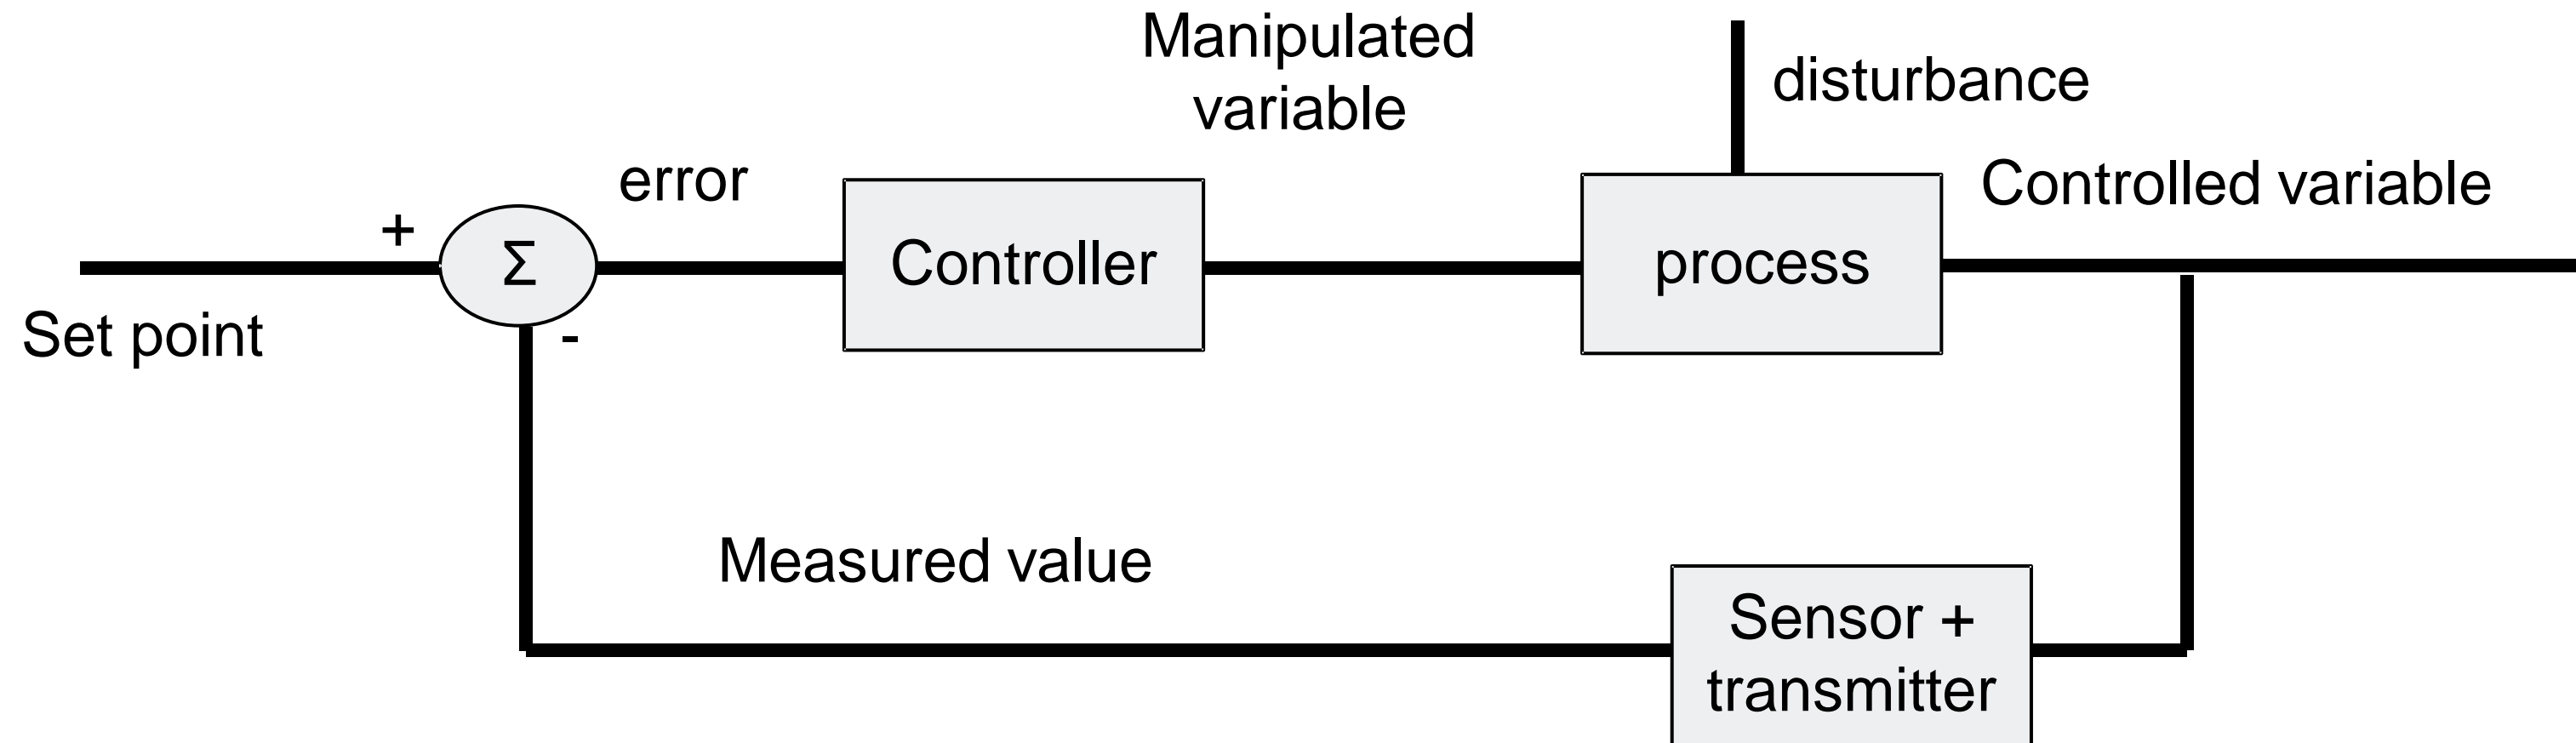 Manipulated
variable
disturbance
error
Controlled variable
+
Σ
Controller
process
-
Set point
Measured value
Sensor +
transmitter